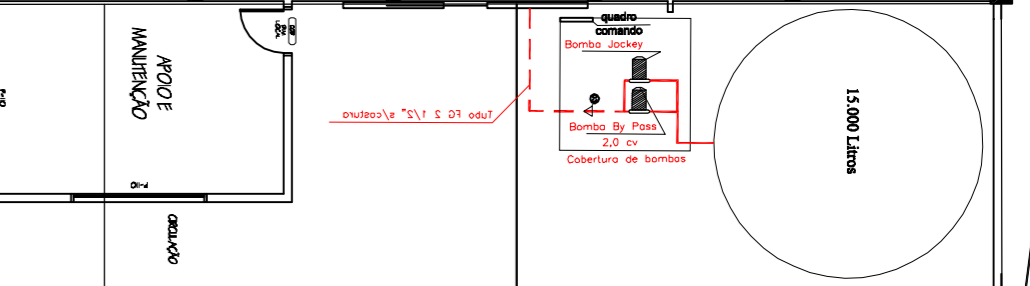 quadro
comando
Bomba Jockey
Bomba By Pass
2,0 cv
Cobertura de bombas
Tubo FG 2 1/2" s/costura
15.000 Litros
APOIO E
MANUTENÇÃO
CIRCULAÇÃO